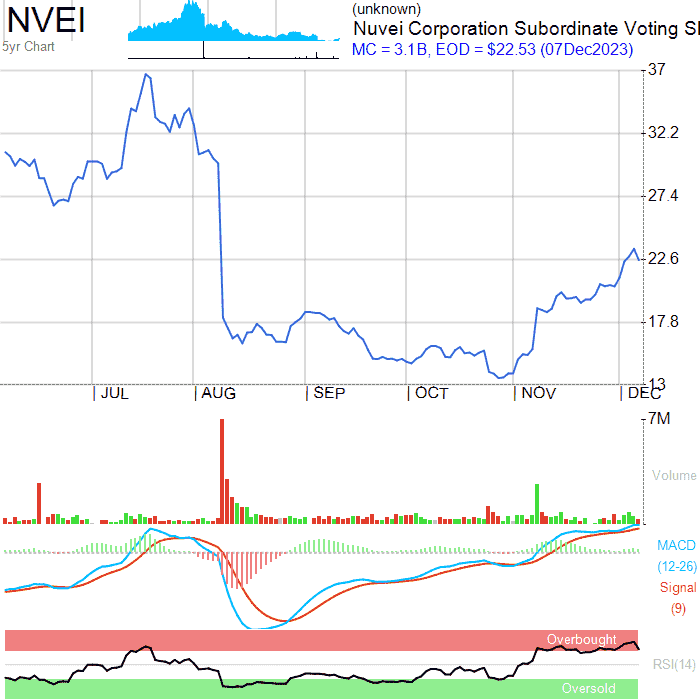 NVEI
5yr Chart
(unknown)
Nuvei Corporation Subordinate Voting Sl
MC = 3.1B, EOD = $22.53 (07Dec2023)
37
32.2
27.4
22.6
17.8
13
JUL AUG SEP OCT NOV DEC
7M
Volume
MACD
(12-26)
Signal
(9)
Overbought
RSI(14)
Oversold